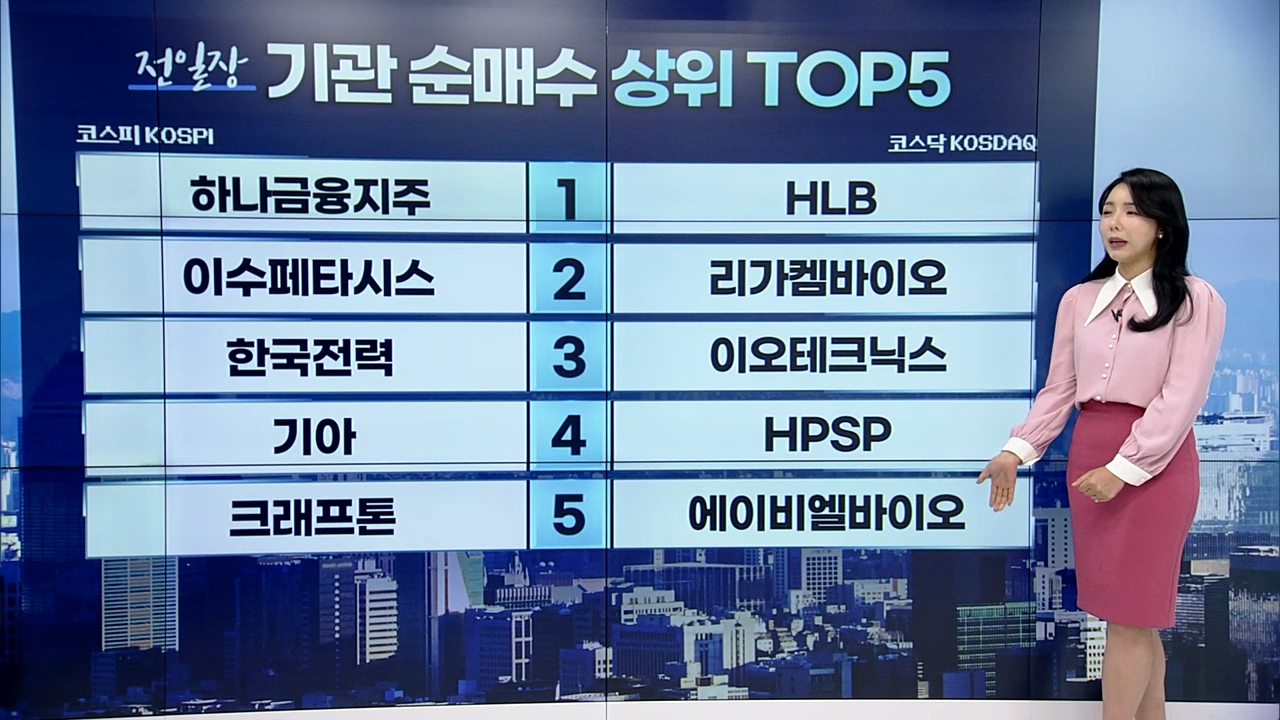 전일장 기관 순매수 상위 TOP5
코스피 KOSPI
코스닥 KOSDAQ
하나금융지주 1 HLB
이수페타시스 2 리가켐바이오
한국전력 3 이오테크닉스
기아 4 HPSP
크래프톤 5 에이비엘바이오